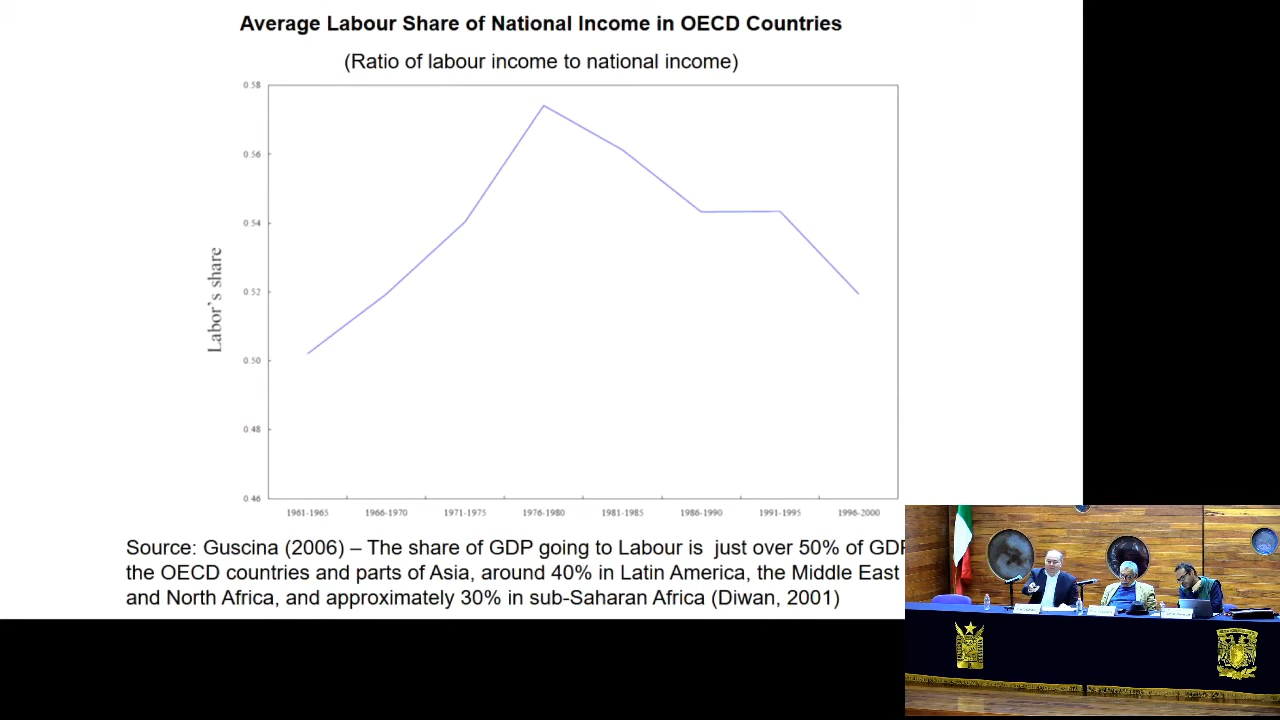 Average Labour Share of National Income in OECD Countries
(Ratio of labour income to national income)
0.58
0.56
0.54
0.52
0.50
0.48
0.46
Labor's share
1961-1965 1966-1970 1971-1975 1976-1980 1981-1985 1986-1990 1991-1995 1996-2000
Source: Guscina (2006) – The share of GDP going to Labour is just over 50% of GDP
the OECD countries and parts of Asia, around 40% in Latin America, the Middle East
and North Africa, and approximately 30% in sub-Saharan Africa (Diwan, 2001)